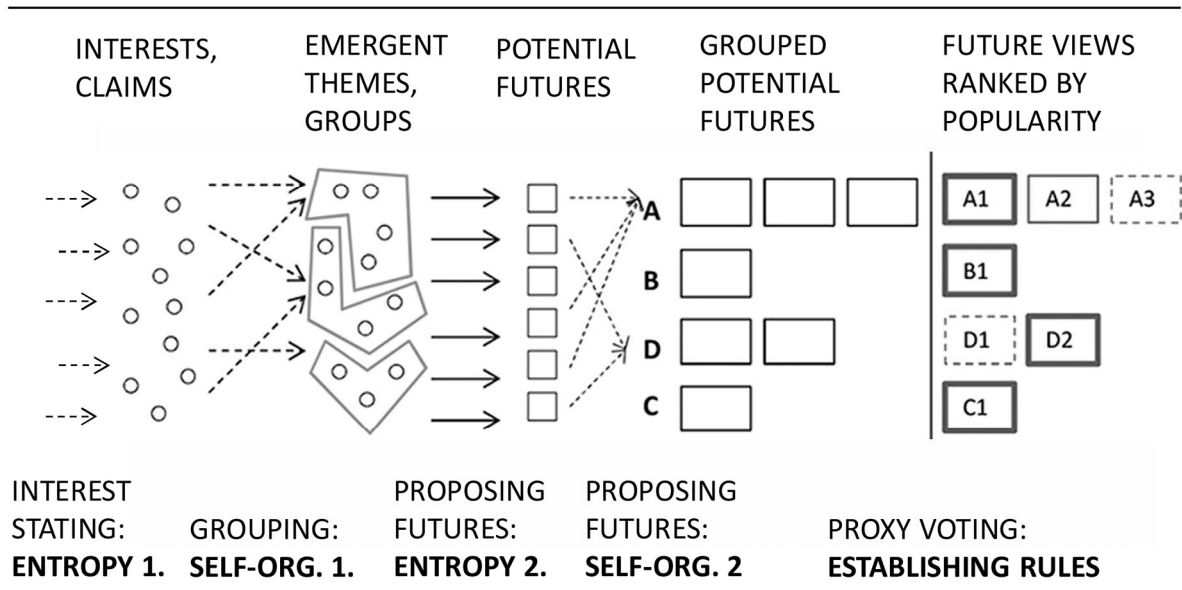 INTERESTS,
CLAIMS
EMERGENT
THEMES,
GROUPS
POTENTIAL
FUTURES
GROUPED
POTENTIAL
FUTURES
FUTURE VIEWS
RANKED BY
POPULARITY
A
A1 A2 A3
B
B1
D
D1 D2
C
C1
INTEREST
STATING:
ENTROPY 1.
GROUPING:
SELF-ORG. 1.
PROPOSING
FUTURES:
ENTROPY 2.
PROPOSING
FUTURES:
SELF-ORG. 2
PROXY VOTING:
ESTABLISHING RULES